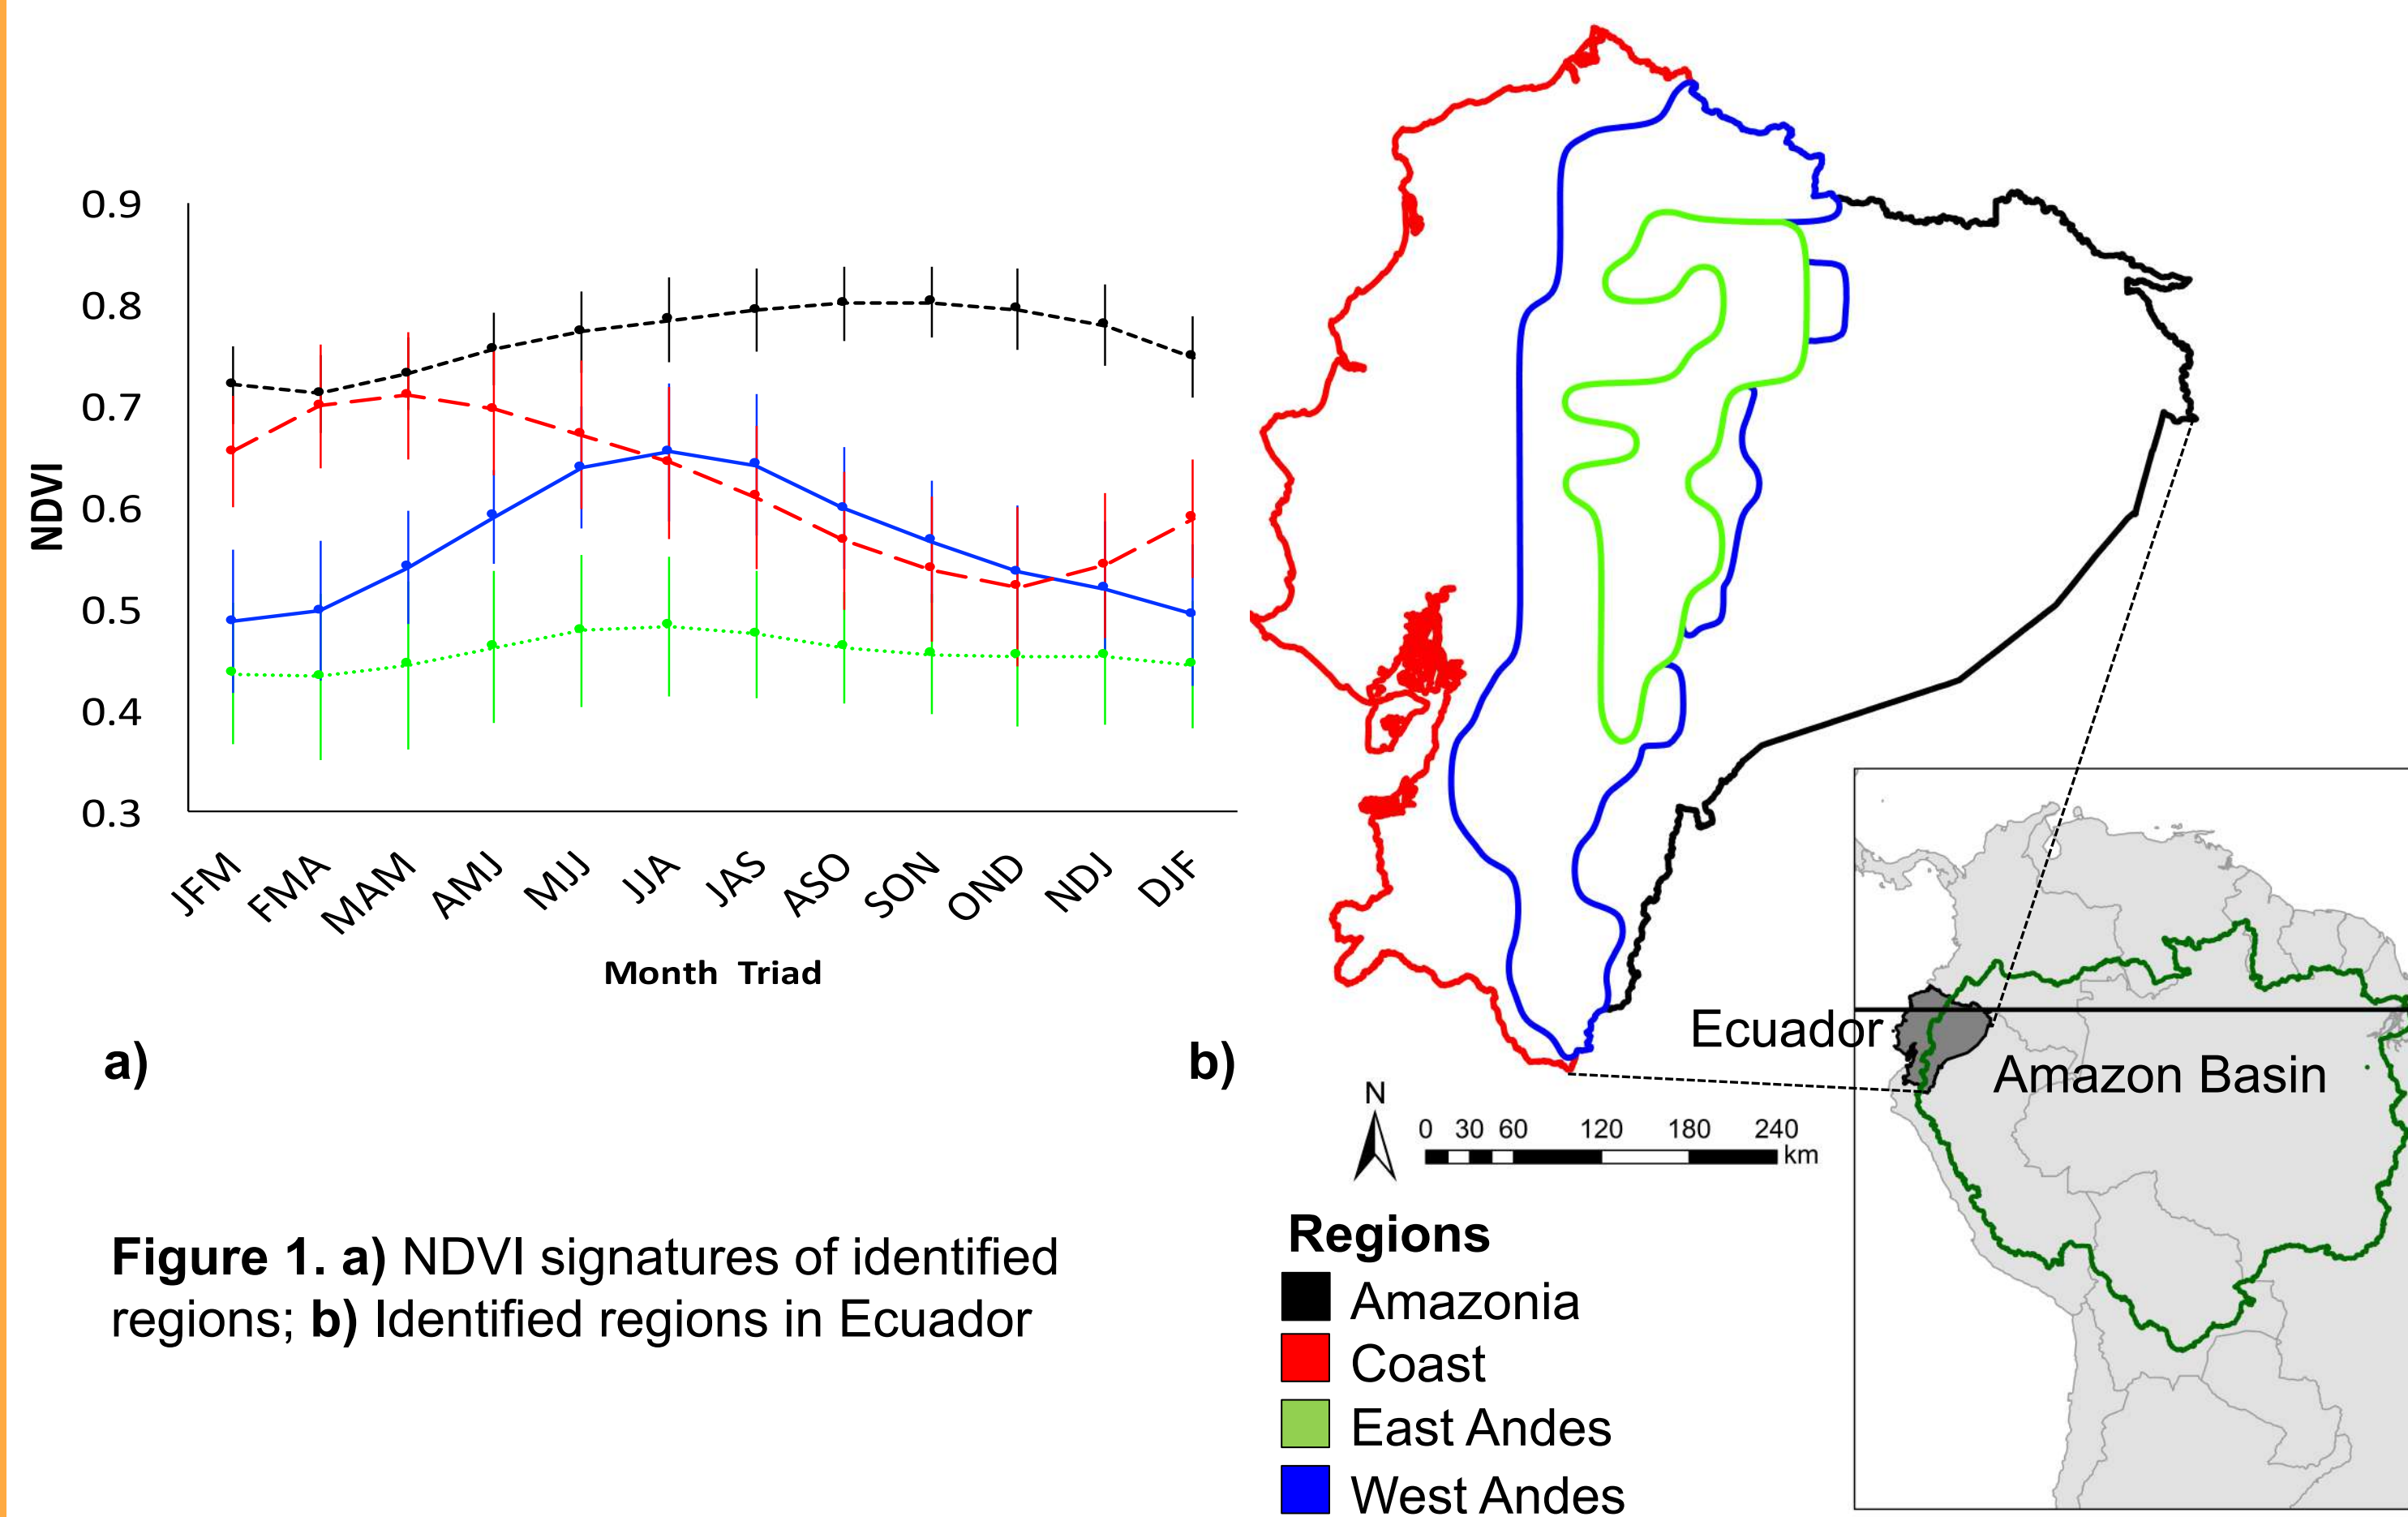 0.9
0.8
0.7
0.6
0.5
0.4
0.3
NDVI
JFM
FMA
MAM
AMJ
MJJ
JJA
JAS
ASO
SON
OND
NDJ
DJF
Month Triad
a)
b)
Ecuador
Amazon Basin
N
0 30 60 120 180 240
km
Regions
Amazonia
Coast
East Andes
West Andes
Figure 1. a) NDVI signatures of identified
regions; b) Identified regions in Ecuador